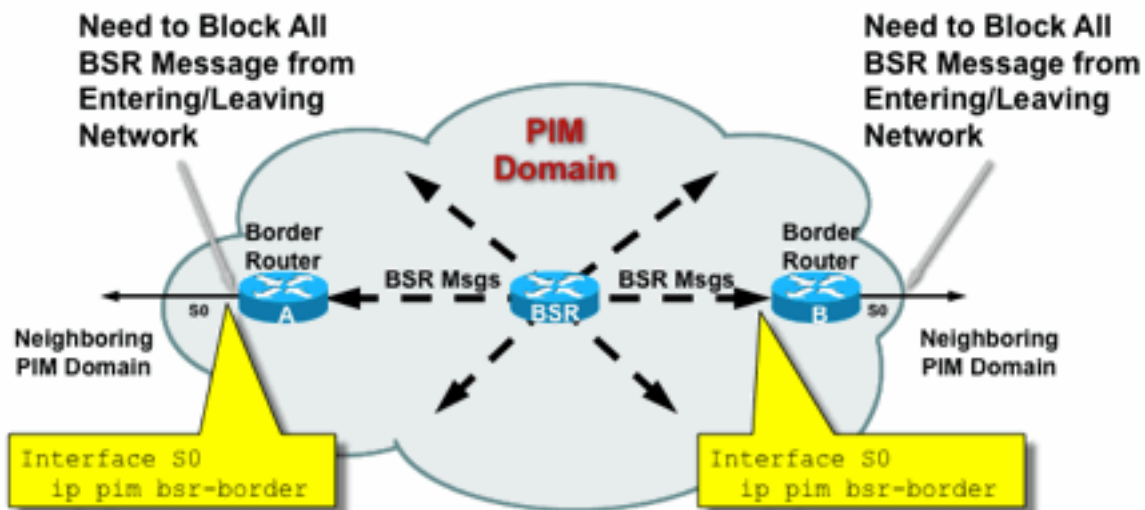 Need to Block All
BSR Message from
Entering/Leaving
Network
Need to Block All
BSR Message from
Entering/Leaving
Network
PIM
Domain
Border
Router
Border
Router
BSR Msgs
BSR Msgs
S0
A
BSR
B
S0
Neighboring
PIM Domain
Neighboring
PIM Domain
Interface S0
ip pim bsr-border
Interface S0
ip pim bsr-border